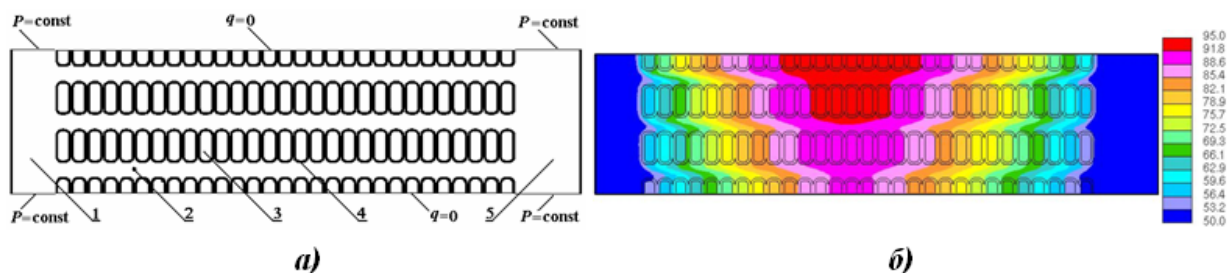 P=const
q=0
P=const
P=const
1
2
3
4
q=0
5
P=const
а)
95.0
91.8
88.6
85.4
82.1
78.9
75.7
72.5
69.3
66.1
62.9
59.6
56.4
53.2
50.0
б)